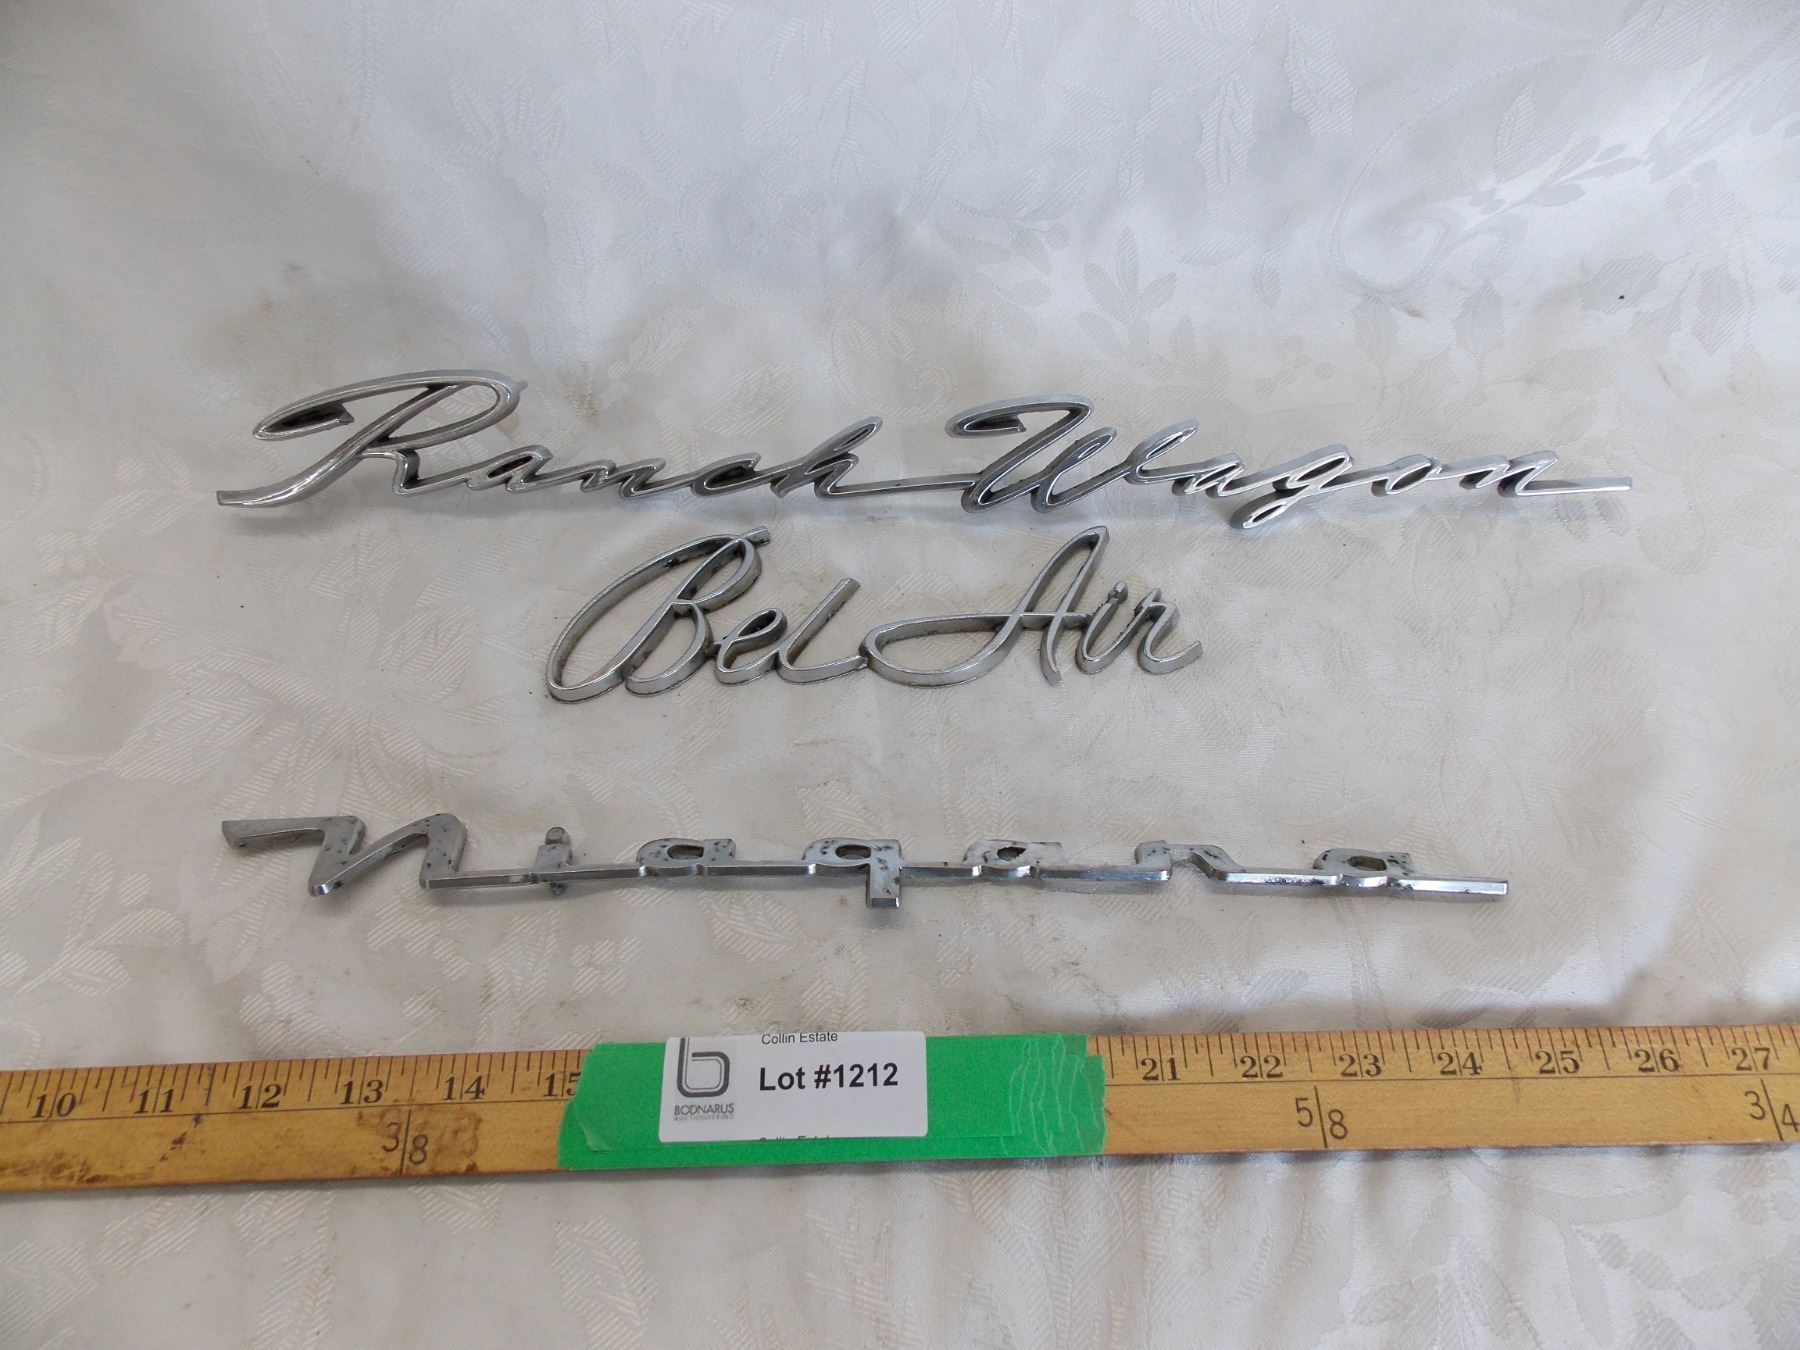 Ranch Wagon
Bel Air
Niagara
Collin Estate
Lot #1212
BODNARUS
AUCTIONEERING
10 11 12 13 14 15 21 22 23 24 25 26 27
3/8 5/8 3/4